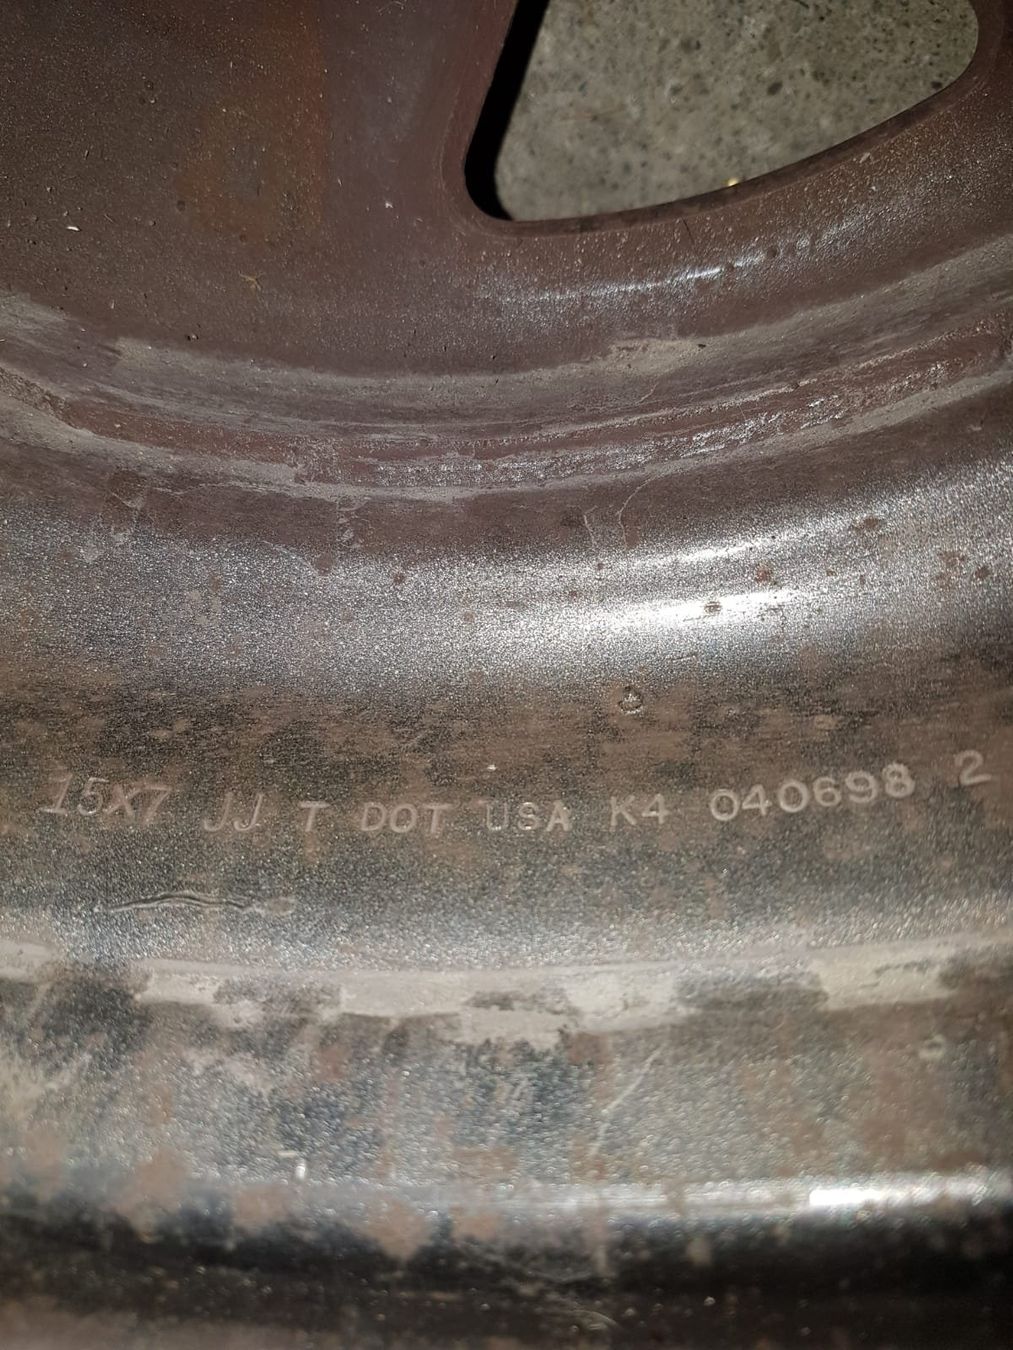 15X7 JJ T DOT USA K4 040698 2